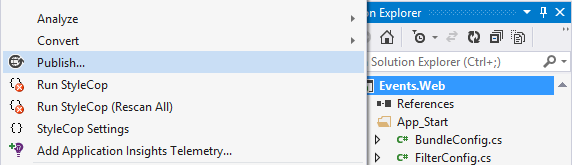 Analyze
Convert
Publish...
Run StyleCop
Run StyleCop (Rescan All)
StyleCop Settings
Add Application Insights Telemetry...
on Explorer
Solution Explorer (Ctrl+;)
Events.Web
References
App_Start
C# BundleConfig.cs
C# FilterConfig.cs